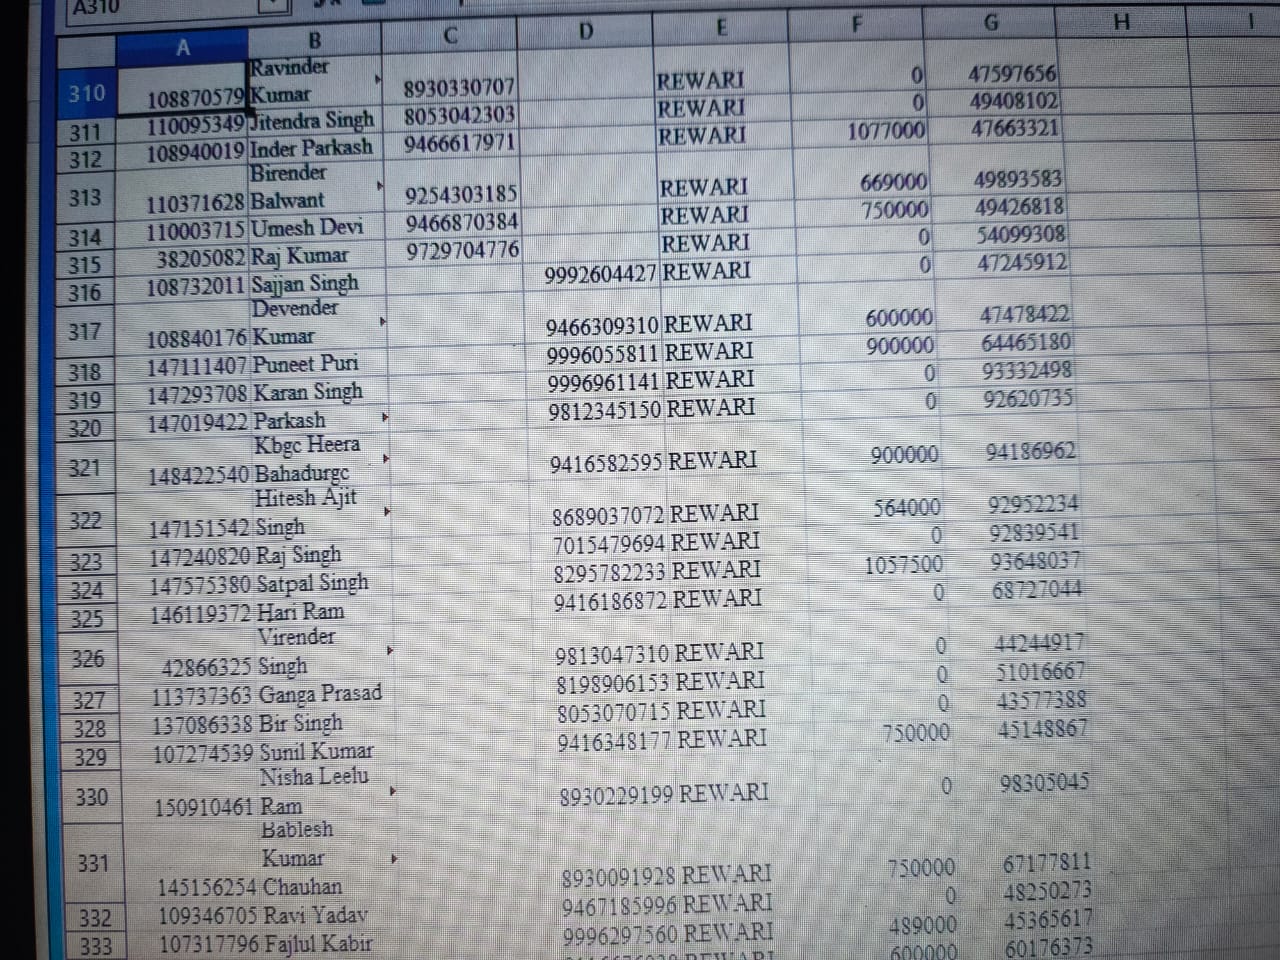 A310
A B C D E F G H I
310 108870579 Ravinder Kumar 8930330707 REWARI 0 47597656
311 110095349 Jitendra Singh 8053042303 REWARI 0 49408102
312 108940019 Inder Parkash 9466617971 REWARI 1077000 47663321
313 110371628 Birender Balwant 9254303185 REWARI 669000 49893583
314 110003715 Umesh Devi 9466870384 REWARI 750000 49426818
315 38205082 Raj Kumar 9729704776 REWARI 0 54099308
316 108732011 Sajjan Singh 9992604427 REWARI 0 47245912
317 108840176 Devender Kumar 9466309310 REWARI 600000 47478422
318 147111407 Puneet Puri 9996055811 REWARI 900000 64465180
319 147293708 Karan Singh 9996961141 REWARI 0 93332498
320 147019422 Parkash 9812345150 REWARI 0 92620735
321 148422540 Kbgc Heera Bahadurgc 9416582595 REWARI 900000 94186962
322 147151542 Hitesh Ajit Singh 8689037072 REWARI 564000 92952234
323 147240820 Raj Singh 7015479694 REWARI 0 92839541
324 147575380 Satpal Singh 8295782233 REWARI 1057500 93648037
325 146119372 Hari Ram 9416186872 REWARI 0 68727044
326 42866325 Virender Singh 9813047310 REWARI 0 44244917
327 113737363 Ganga Prasad 8198906153 REWARI 0 51016667
328 137086338 Bir Singh 8053070715 REWARI 0 43577388
329 107274539 Sunil Kumar 9416348177 REWARI 750000 45148867
330 150910461 Nisha Leelu Ram 8930229199 REWARI 0 98305045
331 145156254 Bablesh Kumar Chauhan 8930091928 REWARI 750000 67177811
332 109346705 Ravi Yadav 9467185996 REWARI 0 48250273
333 107317796 Fajlul Kabir 9996297560 REWARI 489000 45365617
REWARI 600000 60176373